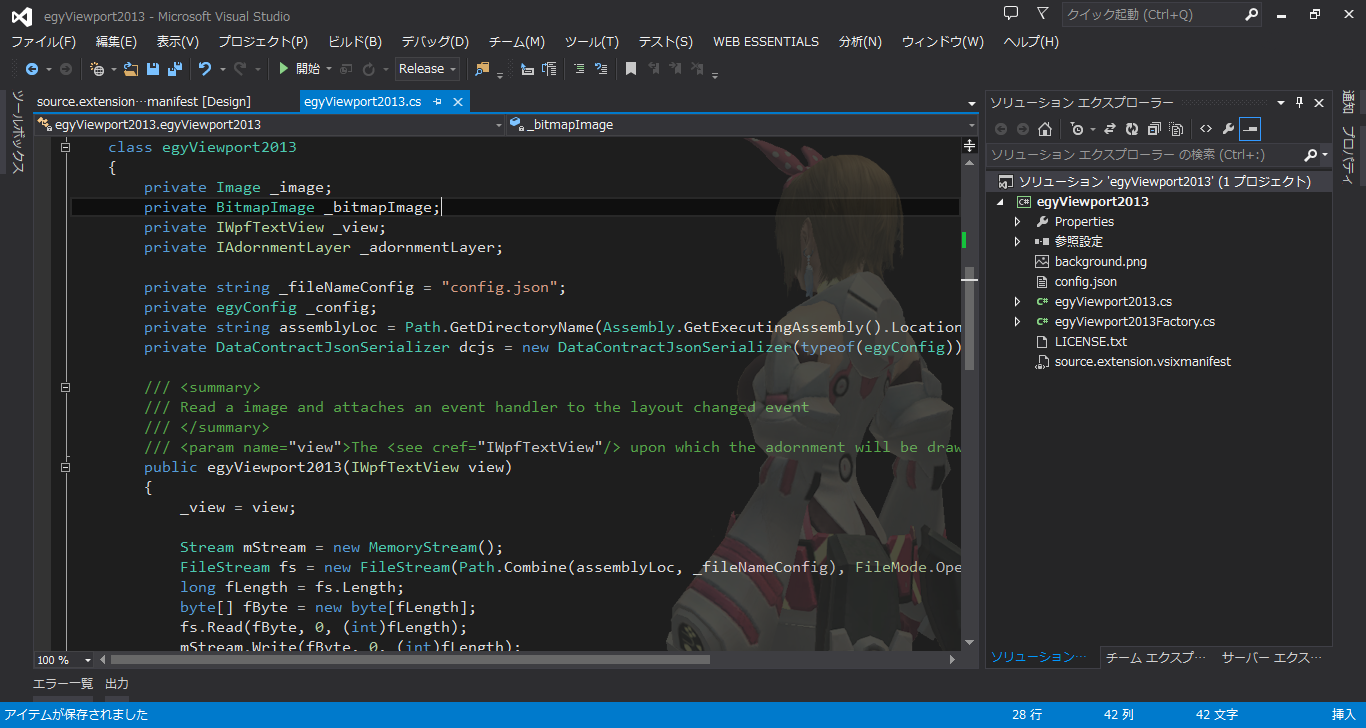 egyViewport2013 - Microsoft Visual Studio
クイック起動 (Ctrl+Q)
ファイル(F) 編集(E) 表示(V) プロジェクト(P) ビルド(B) デバッグ(D) チーム(M) ツール(T) テスト(S) WEB ESSENTIALS 分析(N) ウィンドウ(W) ヘルプ(H)
開始 Release
ツールボックス
source.extension…manifest [Design] egyViewport2013.cs
egyViewport2013.egyViewport2013 _bitmapImage
class egyViewport2013
{
private Image _image;
private BitmapImage _bitmapImage;
private IWpfTextView _view;
private IAdornmentLayer _adornmentLayer;
private string _fileNameConfig = "config.json";
private egyConfig _config;
private string assemblyLoc = Path.GetDirectoryName(Assembly.GetExecutingAssembly().Location
private DataContractJsonSerializer dcjs = new DataContractJsonSerializer(typeof(egyConfig))
/// <summary>
/// Read a image and attaches an event handler to the layout changed event
/// </summary>
/// <param name="view">The <see cref="IWpfTextView"/> upon which the adornment will be draw
public egyViewport2013(IWpfTextView view)
{
_view = view;
Stream mStream = new MemoryStream();
FileStream fs = new FileStream(Path.Combine(assemblyLoc, _fileNameConfig), FileMode.Ope
long fLength = fs.Length;
byte[] fByte = new byte[fLength];
fs.Read(fByte, 0, (int)fLength);
mStream.Write(fByte, 0, (int)fLength);
100 %
ソリューション エクスプローラー
ソリューション エクスプローラー の検索 (Ctrl+:)
ソリューション 'egyViewport2013' (1 プロジェクト)
egyViewport2013
Properties
参照設定
background.png
config.json
egyViewport2013.cs
egyViewport2013Factory.cs
LICENSE.txt
source.extension.vsixmanifest
ソリューション… チーム エクスプ… サーバー エクス…
通知
プロパティ
エラー一覧 出力
アイテムが保存されました 28 行 42 列 42 文字 挿入